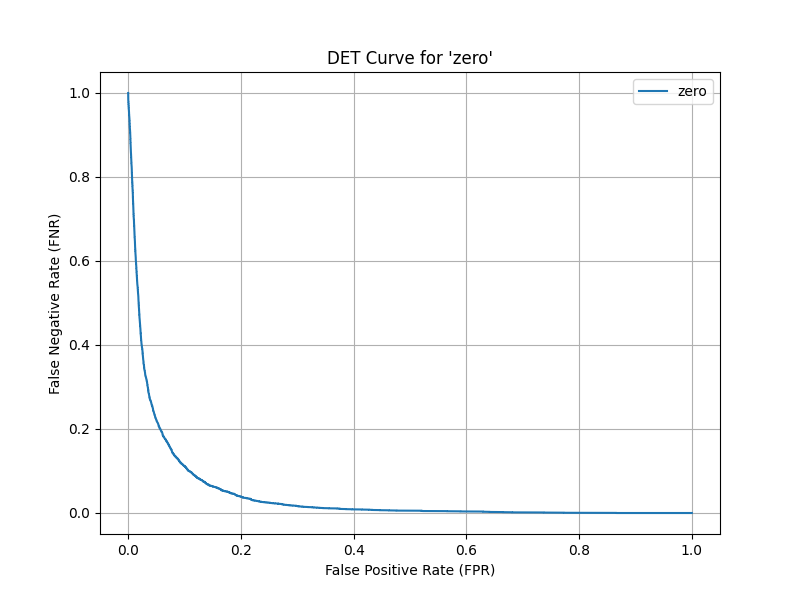 DET Curve for 'zero'
zero
1.0
0.8
0.6
0.4
0.2
0.0
False Negative Rate (FNR)
0.0 0.2 0.4 0.6 0.8 1.0
False Positive Rate (FPR)